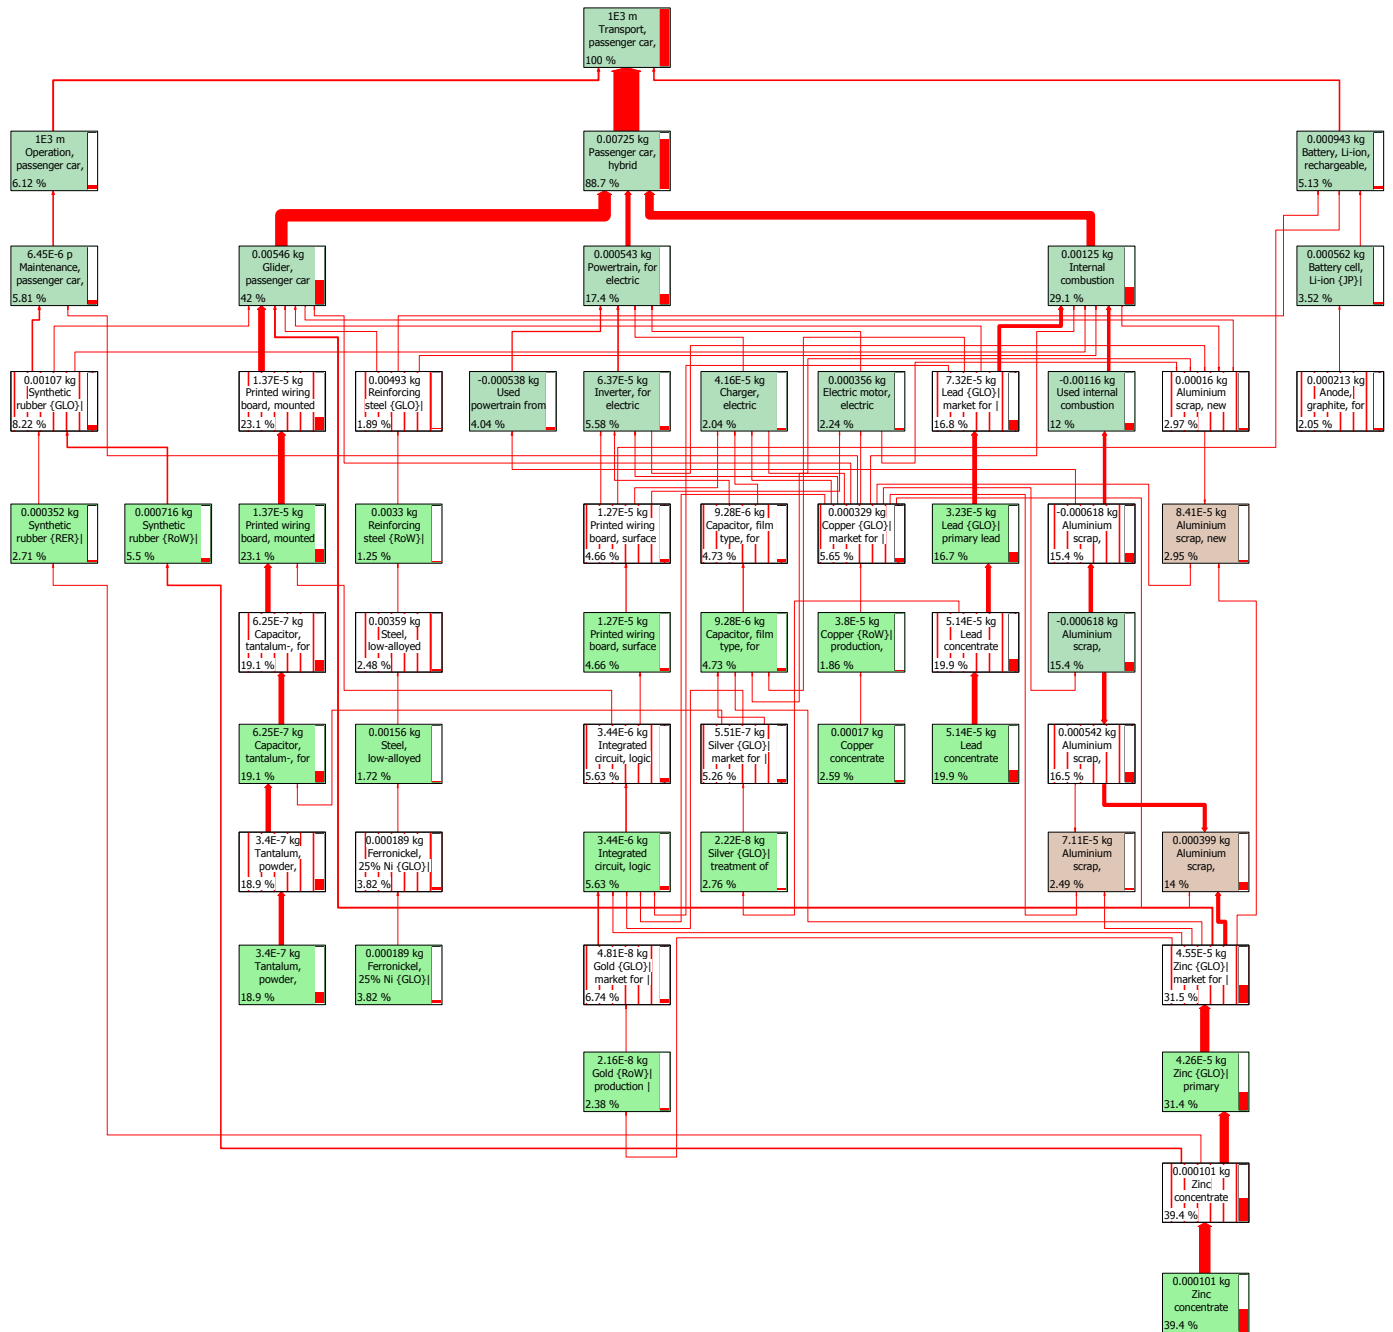 1E3 m
Transport,
passenger car,
100 %
1E3 m
Operation,
passenger car,
6.12 %
0.00725 kg
Passenger car,
hybrid
88.7 %
0.000943 kg
Battery, Li-ion,
rechargeable,
5.13 %
6.45E-6 p
Maintenance,
passenger car,
5.81 %
0.00546 kg
Glider,
passenger car
42 %
0.000543 kg
Powertrain, for
electric
17.4 %
0.00125 kg
Internal
combustion
29.1 %
0.000562 kg
Battery cell,
Li-ion {JP}|
3.52 %
0.00107 kg
Synthetic
rubber {GLO}|
8.22 %
1.37E-5 kg
Printed wiring
board, mounted
23.1 %
0.00493 kg
Reinforcing
steel {GLO}|
1.89 %
-0.000538 kg
Used
powertrain from
4.04 %
6.37E-5 kg
Inverter, for
electric
5.58 %
4.16E-5 kg
Charger,
electric
2.04 %
0.000356 kg
Electric motor,
electric
2.24 %
7.32E-5 kg
Lead {GLO}|
market for |
16.8 %
-0.00116 kg
Used internal
combustion
12 %
0.00016 kg
Aluminium
scrap, new
2.97 %
0.000213 kg
Anode,
graphite, for
2.05 %
0.000352 kg
Synthetic
rubber {RER}|
2.71 %
0.000716 kg
Synthetic
rubber {RoW}|
5.5 %
1.37E-5 kg
Printed wiring
board, mounted
23.1 %
0.0033 kg
Reinforcing
steel {RoW}|
1.25 %
1.27E-5 kg
Printed wiring
board, surface
4.66 %
9.28E-6 kg
Capacitor, film
type, for
4.73 %
0.000329 kg
Copper {GLO}|
market for |
5.65 %
3.23E-5 kg
Lead {GLO}|
primary lead
16.7 %
-0.000618 kg
Aluminium
scrap,
15.4 %
8.41E-5 kg
Aluminium
scrap, new
2.95 %
6.25E-7 kg
Capacitor,
tantalum-, for
19.1 %
0.00359 kg
Steel,
low-alloyed
2.48 %
1.27E-5 kg
Printed wiring
board, surface
4.66 %
9.28E-6 kg
Capacitor, film
type, for
4.73 %
3.8E-5 kg
Copper {RoW}|
production,
1.86 %
5.14E-5 kg
Lead
concentrate
19.9 %
-0.000618 kg
Aluminium
scrap,
15.4 %
6.25E-7 kg
Capacitor,
tantalum-, for
19.1 %
0.00156 kg
Steel,
low-alloyed
1.72 %
3.44E-6 kg
Integrated
circuit, logic
5.63 %
5.51E-7 kg
Silver {GLO}|
market for |
5.26 %
0.00017 kg
Copper
concentrate
2.59 %
5.14E-5 kg
Lead
concentrate
19.9 %
0.000542 kg
Aluminium
scrap,
16.5 %
3.4E-7 kg
Tantalum,
powder,
18.9 %
0.000189 kg
Ferronickel,
25% Ni {GLO}|
3.82 %
3.44E-6 kg
Integrated
circuit, logic
5.63 %
2.22E-8 kg
Silver {GLO}|
treatment of
2.76 %
7.11E-5 kg
Aluminium
scrap,
2.49 %
0.000399 kg
Aluminium
scrap,
14 %
3.4E-7 kg
Tantalum,
powder,
18.9 %
0.000189 kg
Ferronickel,
25% Ni {GLO}|
3.82 %
4.81E-8 kg
Gold {GLO}|
market for |
6.74 %
4.55E-5 kg
Zinc {GLO}|
market for |
31.5 %
2.16E-8 kg
Gold {RoW}|
production |
2.38 %
4.26E-5 kg
Zinc {GLO}|
primary
31.4 %
0.000101 kg
Zinc
concentrate
39.4 %
0.000101 kg
Zinc
concentrate
39.4 %